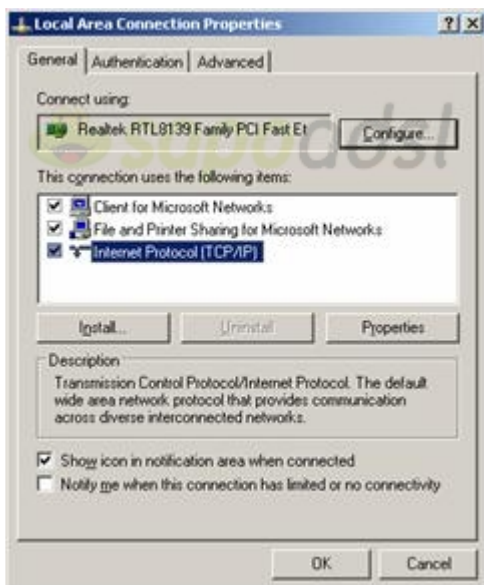 Local Area Connection Properties
General Authentication Advanced
Connect using:
Realtek RTL8139 Family PCI Fast Et
Configure...
This connection uses the following items:
Client for Microsoft Networks
File and Printer Sharing for Microsoft Networks
Internet Protocol (TCP/IP)
Install... Uninstall Properties
Description
Transmission Control Protocol/Internet Protocol. The default
wide area network protocol that provides communication
across diverse interconnected networks.
Show icon in notification area when connected
Notify me when this connection has limited or no connectivity
OK Cancel